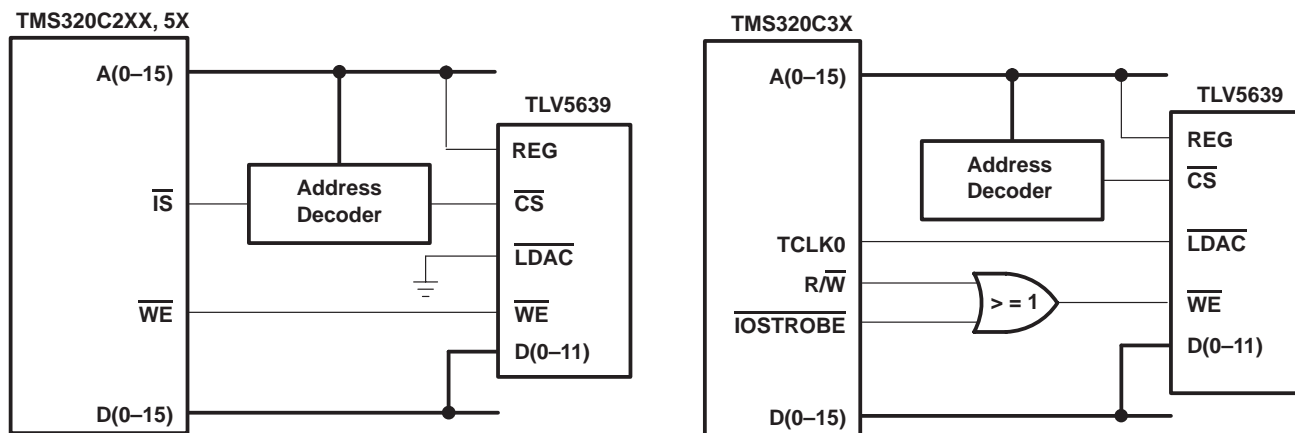 TMS320C2XX, 5X
A(0–15)
TLV5639
REG
Address
Decoder
IS
CS
LDAC
WE
WE
D(0–11)
D(0–15)
TMS320C3X
A(0–15)
TLV5639
REG
Address
Decoder
CS
TCLK0
LDAC
R/W
> = 1
WE
IOSTROBE
D(0–11)
D(0–15)